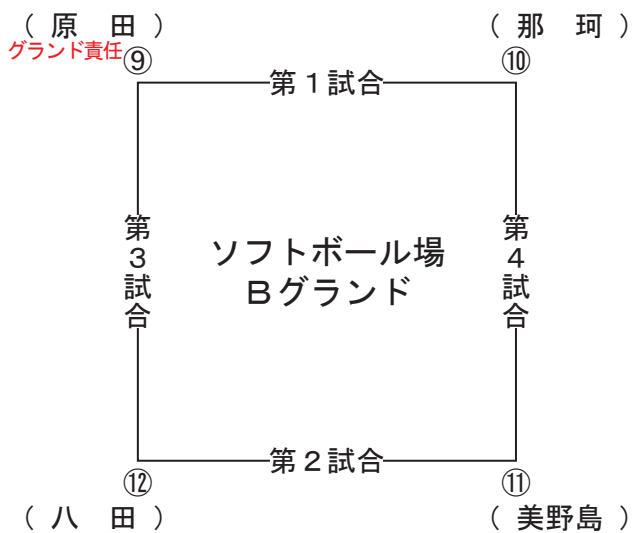 （原　田）
（那　珂）
グランド責任
⑨
⑩
第１試合
第３試合
ソフトボール場
Ｂグランド
第４試合
第２試合
⑫
⑪
（八　田）
（美野島）